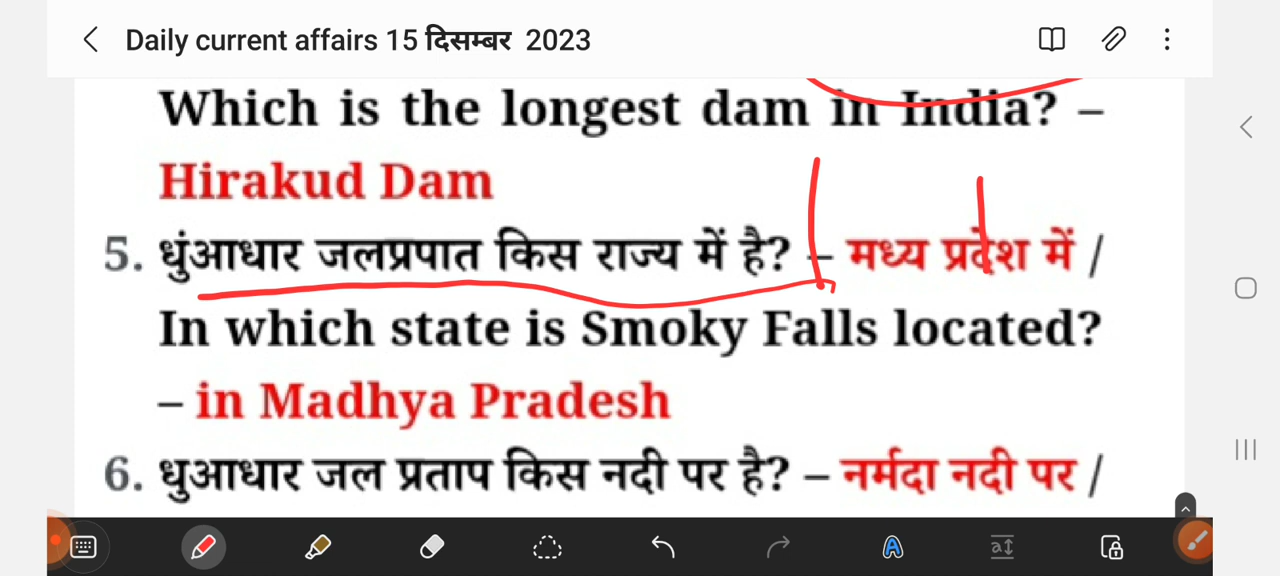 Daily current affairs 15 दिसम्बर 2023
Which is the longest dam in India? –
Hirakud Dam
5. धुंआधार जलप्रपात किस राज्य में है? – मध्य प्रदेश में /
In which state is Smoky Falls located?
– in Madhya Pradesh
6. धुआधार जल प्रताप किस नदी पर है? – नर्मदा नदी पर /
A aI